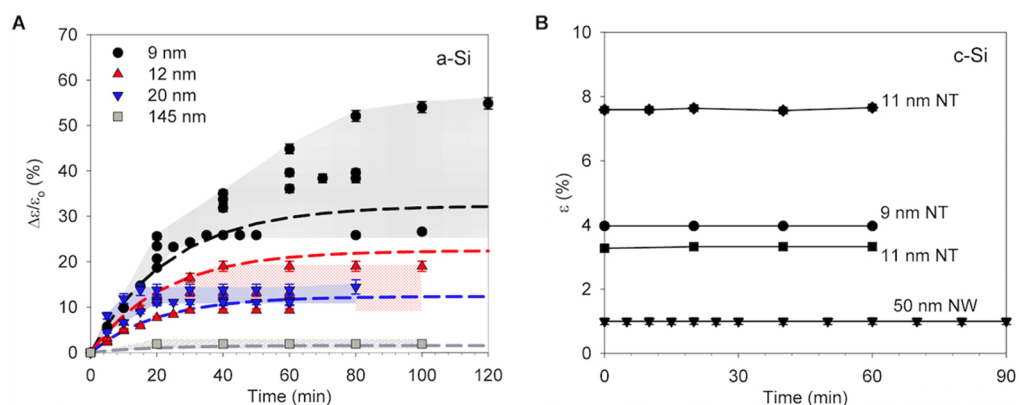 A
a-Si
9 nm
12 nm
20 nm
145 nm
Δε/ε₀ (%)
70
60
50
40
30
20
10
0
0 20 40 60 80 100 120
Time (min)
B
c-Si
11 nm NT
9 nm NT
11 nm NT
50 nm NW
ε (%)
10
8
6
4
2
0
0 30 60 90
Time (min)